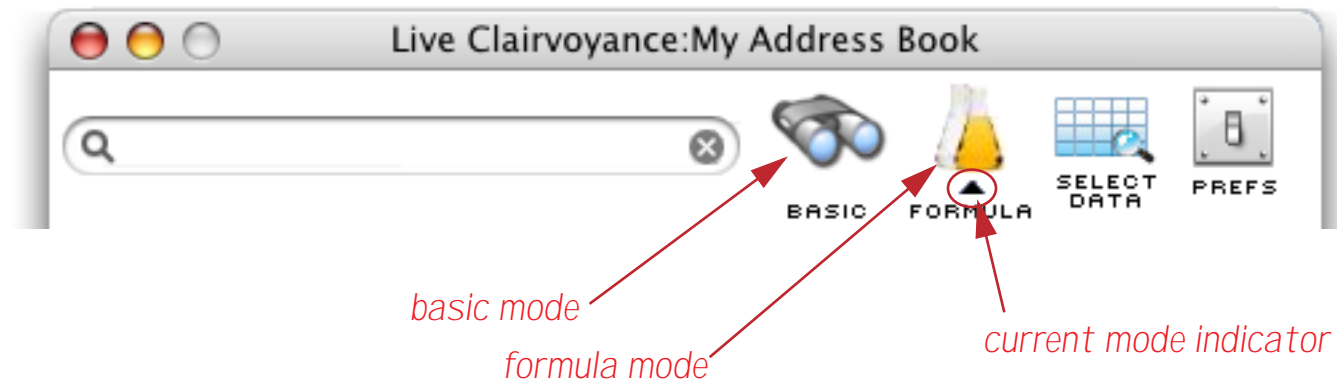 Live Clairvoyance:My Address Book
BASIC
FORMULA
SELECT
DATA
PREFS
basic mode
formula mode
current mode indicator